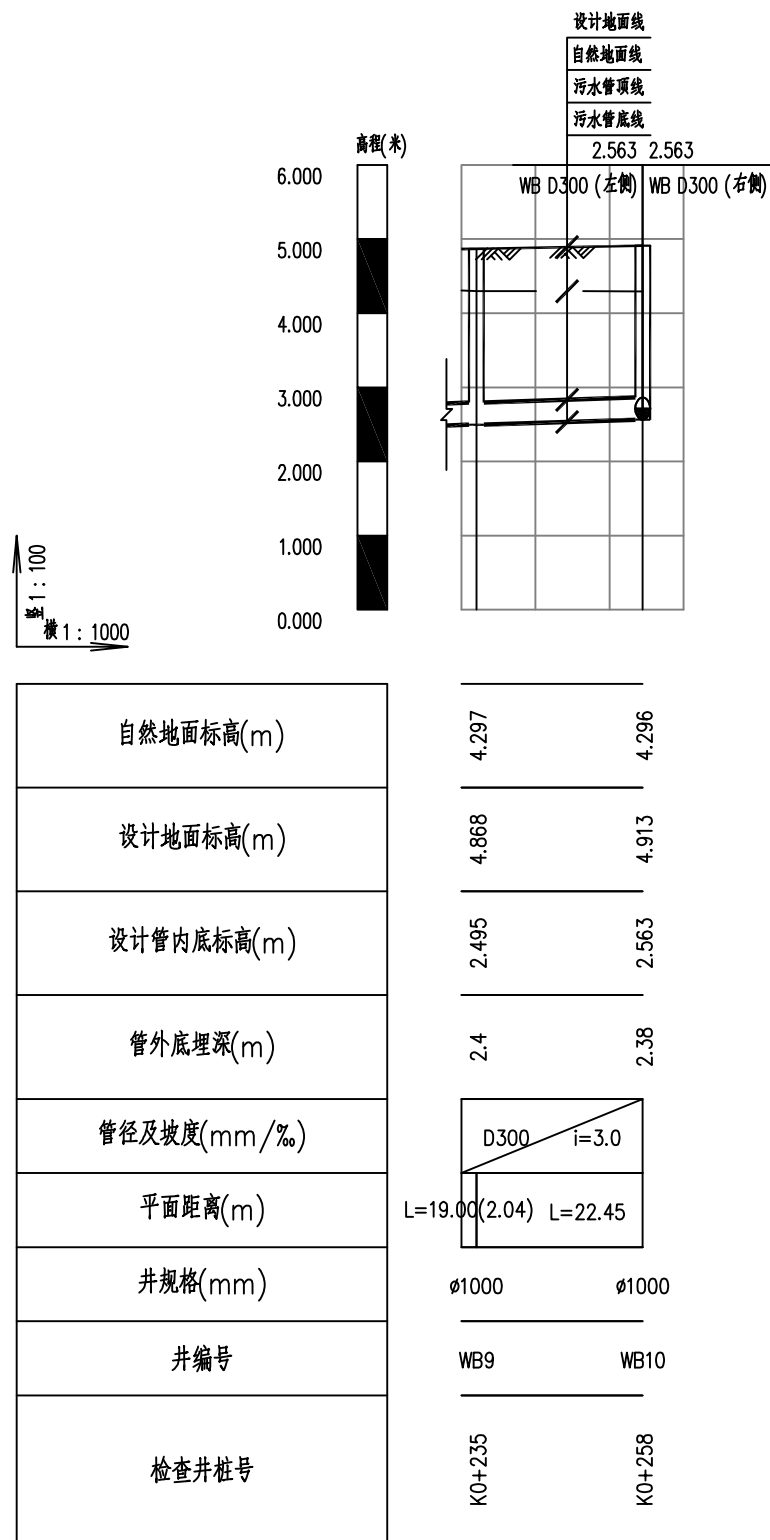 设计地面线
自然地面线
污水管顶线
污水管底线
高程(米)
2.563 2.563
WB D300 (左侧) WB D300 (右侧)
6.000
5.000
4.000
3.000
2.000
1.000
0.000
竖 1 : 100
横 1 : 1000
自然地面标高(m) 4.297 4.296
设计地面标高(m) 4.868 4.913
设计管内底标高(m) 2.495 2.563
管外底埋深(m) 2.4 2.38
管径及坡度(mm/‰) D300 i=3.0
平面距离(m) L=19.00(2.04) L=22.45
井规格(mm) ø1000 ø1000
井编号 WB9 WB10
检查井桩号 K0+235 K0+258